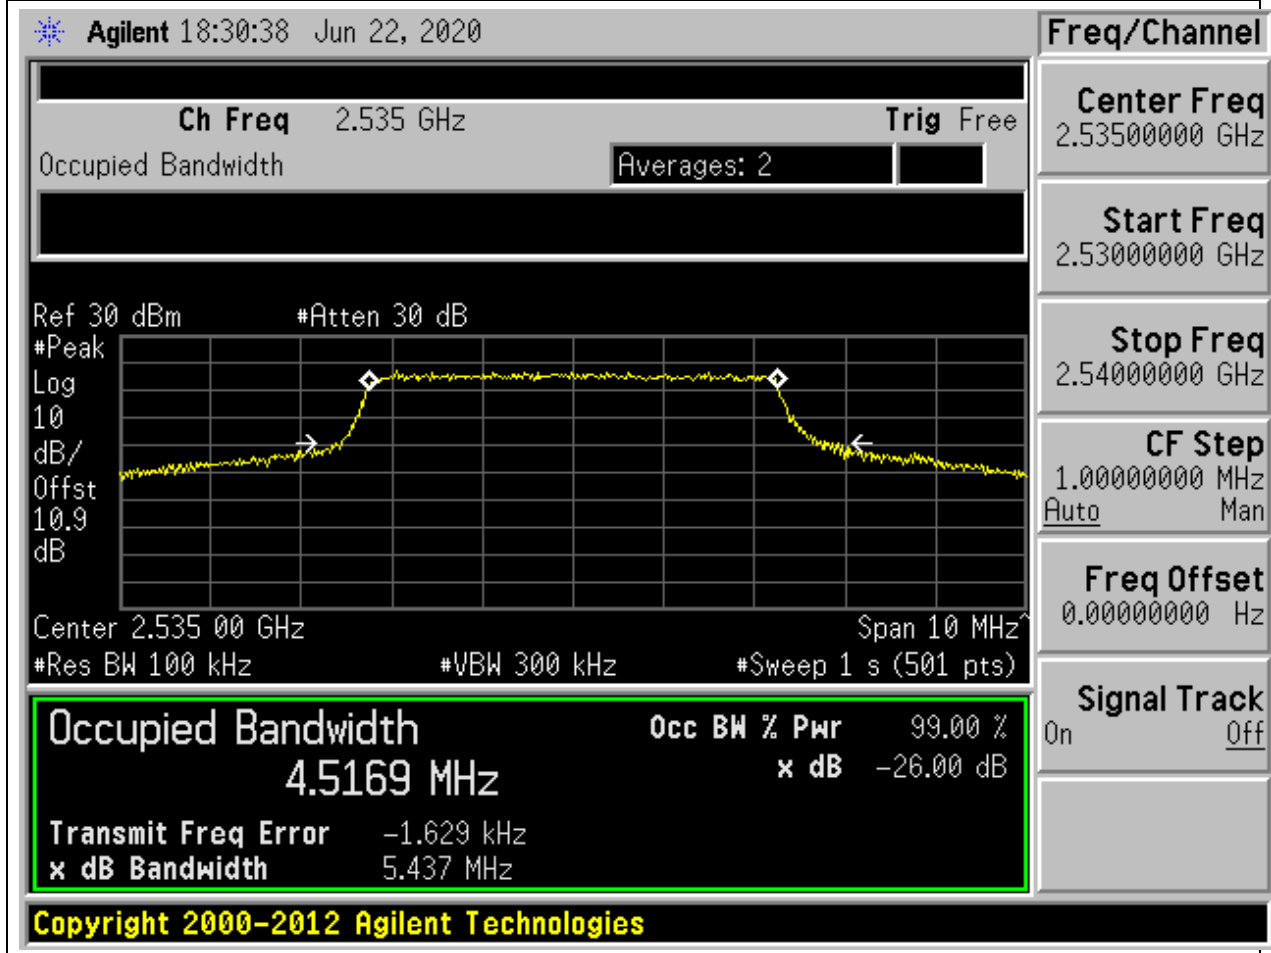 Agilent 18:30:38 Jun 22, 2020
Freq/Channel
Ch Freq 2.535 GHz Trig Free
Occupied Bandwidth Averages: 2
Center Freq
2.53500000 GHz
Start Freq
2.53000000 GHz
Stop Freq
2.54000000 GHz
CF Step
1.00000000 MHz
Auto Man
Freq Offset
0.00000000 Hz
Signal Track
On Off
Ref 30 dBm #Atten 30 dB
#Peak
Log
10
dB/
Offst
10.9
dB
Center 2.535 00 GHz Span 10 MHz^
#Res BW 100 kHz #VBW 300 kHz #Sweep 1 s (501 pts)
Occupied Bandwidth Occ BW % Pwr 99.00 %
4.5169 MHz x dB -26.00 dB
Transmit Freq Error -1.629 kHz
x dB Bandwidth 5.437 MHz
Copyright 2000-2012 Agilent Technologies